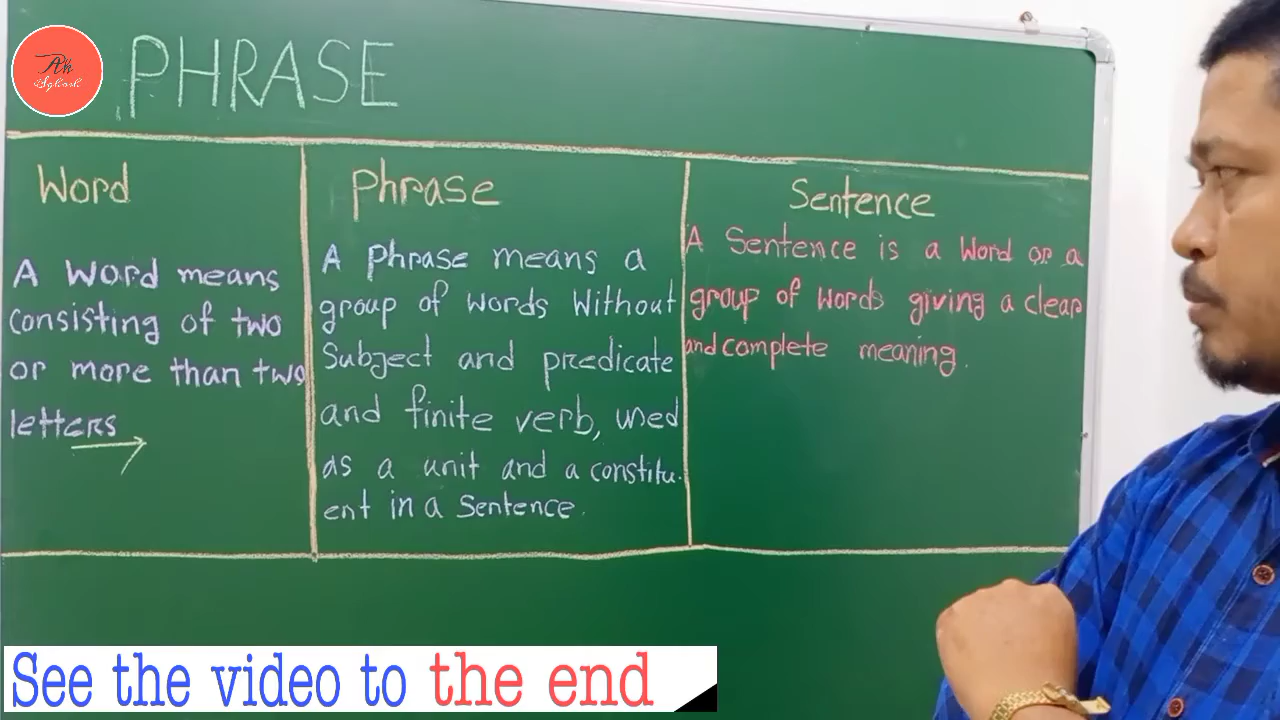 Ak
Sghosh
PHRASE
Word
A Word means
consisting of two
or more than two
letters
Phrase
A Phrase means a
group of words Without
Subject and predicate
and finite verb, used
as a unit and a constitu-
ent in a Sentence.
Sentence
A Sentence is a Word or a
group of words giving a clear
and complete meaning.
See the video to the end